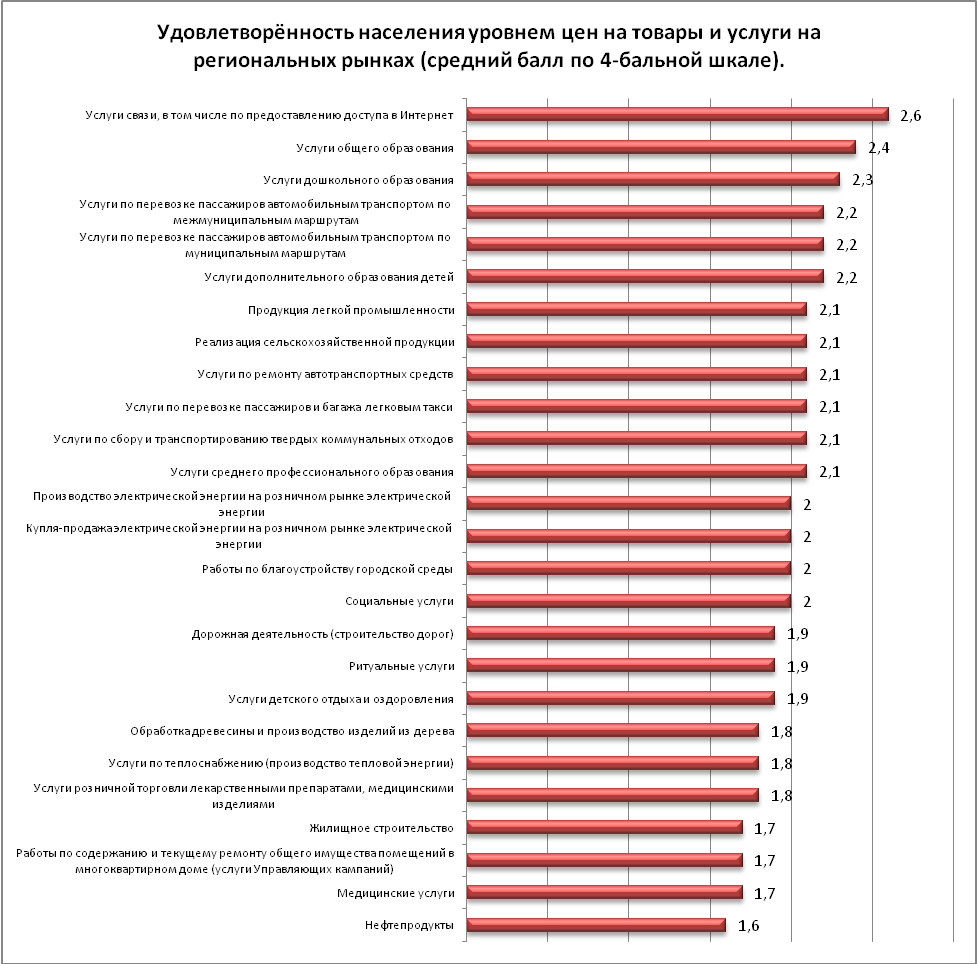 Удовлетворённость населения уровнем цен на товары и услуги на
региональных рынках (средний балл по 4-бальной шкале).
Услуги связи, в том числе по предоставлению доступа в Интернет
2,6
Услуги общего образования
2,4
Услуги дошкольного образования
2,3
Услуги по перевозке пассажиров автомобильным транспортом по
межмуниципальным маршрутам
2,2
Услуги по перевозке пассажиров автомобильным транспортом по
муниципальным маршрутам
2,2
Услуги дополнительного образования детей
2,2
Продукция легкой промышленности
2,1
Реализация сельскохозяйственной продукции
2,1
Услуги по ремонту автотранспортных средств
2,1
Услуги по перевозке пассажиров и багажа легковым такси
2,1
Услуги по сбору и транспортированию твердых коммунальных отходов
2,1
Услуги среднего профессионального образования
2,1
Производство электрической энергии на розничном рынке электрической
энергии
2
Купля-продажа электрической энергии на розничном рынке электрической
энергии
2
Работы по благоустройству городской среды
2
Социальные услуги
2
Дорожная деятельность (строительство дорог)
1,9
Ритуальные услуги
1,9
Услуги детского отдыха и оздоровления
1,9
Обработка древесины и производство изделий из дерева
1,8
Услуги по теплоснабжению (производство тепловой энергии)
1,8
Услуги розничной торговли лекарственными препаратами, медицинскими
изделиями
1,8
Жилищное строительство
1,7
Работы по содержанию и текущему ремонту общего имущества помещений в
многоквартирном доме (услуги Управляющих кампаний)
1,7
Медицинские услуги
1,7
Нефтепродукты
1,6